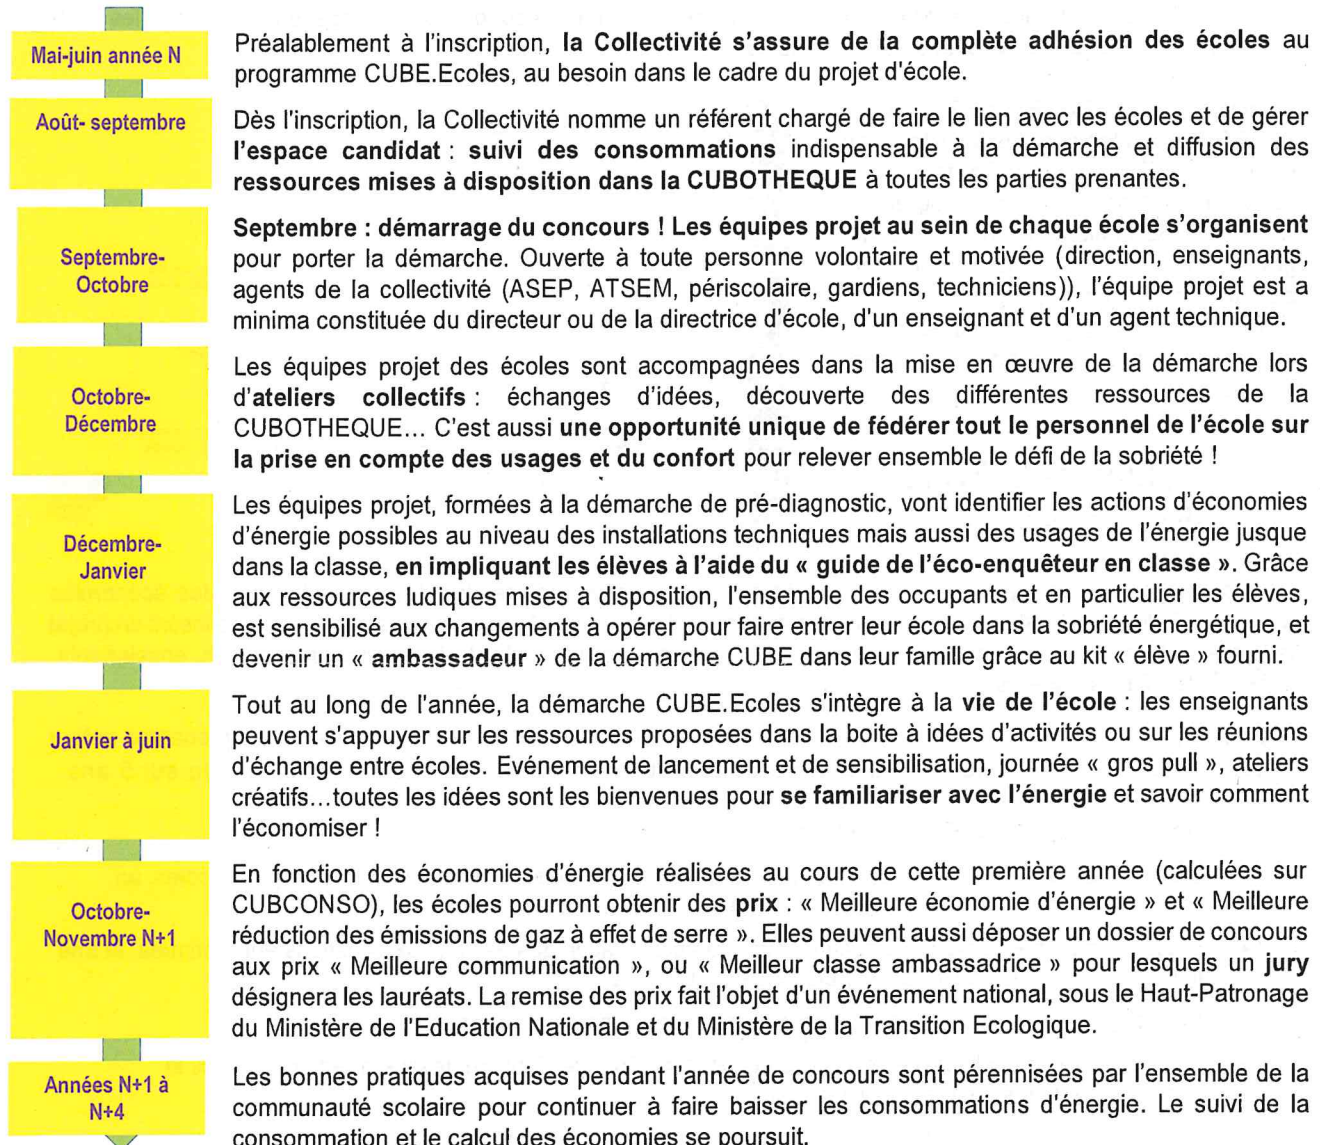 Mai-juin année N
Préalablement à l'inscription, la Collectivité s'assure de la complète adhésion des écoles au
programme CUBE.Ecoles, au besoin dans le cadre du projet d'école.
Août- septembre
Dès l'inscription, la Collectivité nomme un référent chargé de faire le lien avec les écoles et de gérer
l'espace candidat : suivi des consommations indispensable à la démarche et diffusion des
ressources mises à disposition dans la CUBOTHEQUE à toutes les parties prenantes.
Septembre-
Octobre
Septembre : démarrage du concours ! Les équipes projet au sein de chaque école s'organisent
pour porter la démarche. Ouverte à toute personne volontaire et motivée (direction, enseignants,
agents de la collectivité (ASEP, ATSEM, périscolaire, gardiens, techniciens)), l'équipe projet est a
minima constituée du directeur ou de la directrice d'école, d'un enseignant et d'un agent technique.
Octobre-
Décembre
Les équipes projet des écoles sont accompagnées dans la mise en œuvre de la démarche lors
d'ateliers collectifs : échanges d'idées, découverte des différentes ressources de la
CUBOTHEQUE… C'est aussi une opportunité unique de fédérer tout le personnel de l'école sur
la prise en compte des usages et du confort pour relever ensemble le défi de la sobriété !
Décembre-
Janvier
Les équipes projet, formées à la démarche de pré-diagnostic, vont identifier les actions d'économies
d'énergie possibles au niveau des installations techniques mais aussi des usages de l'énergie jusque
dans la classe, en impliquant les élèves à l'aide du « guide de l'éco-enquêteur en classe ». Grâce
aux ressources ludiques mises à disposition, l'ensemble des occupants et en particulier les élèves,
est sensibilisé aux changements à opérer pour faire entrer leur école dans la sobriété énergétique, et
devenir un « ambassadeur » de la démarche CUBE dans leur famille grâce au kit « élève » fourni.
Janvier à juin
Tout au long de l'année, la démarche CUBE.Ecoles s'intègre à la vie de l'école : les enseignants
peuvent s'appuyer sur les ressources proposées dans la boite à idées d'activités ou sur les réunions
d'échange entre écoles. Evénement de lancement et de sensibilisation, journée « gros pull », ateliers
créatifs…toutes les idées sont les bienvenues pour se familiariser avec l'énergie et savoir comment
l'économiser !
Octobre-
Novembre N+1
En fonction des économies d'énergie réalisées au cours de cette première année (calculées sur
CUBCONSO), les écoles pourront obtenir des prix : « Meilleure économie d'énergie » et « Meilleure
réduction des émissions de gaz à effet de serre ». Elles peuvent aussi déposer un dossier de concours
aux prix « Meilleure communication », ou « Meilleur classe ambassadrice » pour lesquels un jury
désignera les lauréats. La remise des prix fait l'objet d'un événement national, sous le Haut-Patronage
du Ministère de l'Education Nationale et du Ministère de la Transition Ecologique.
Années N+1 à
N+4
Les bonnes pratiques acquises pendant l'année de concours sont pérennisées par l'ensemble de la
communauté scolaire pour continuer à faire baisser les consommations d'énergie. Le suivi de la
consommation et le calcul des économies se poursuit.